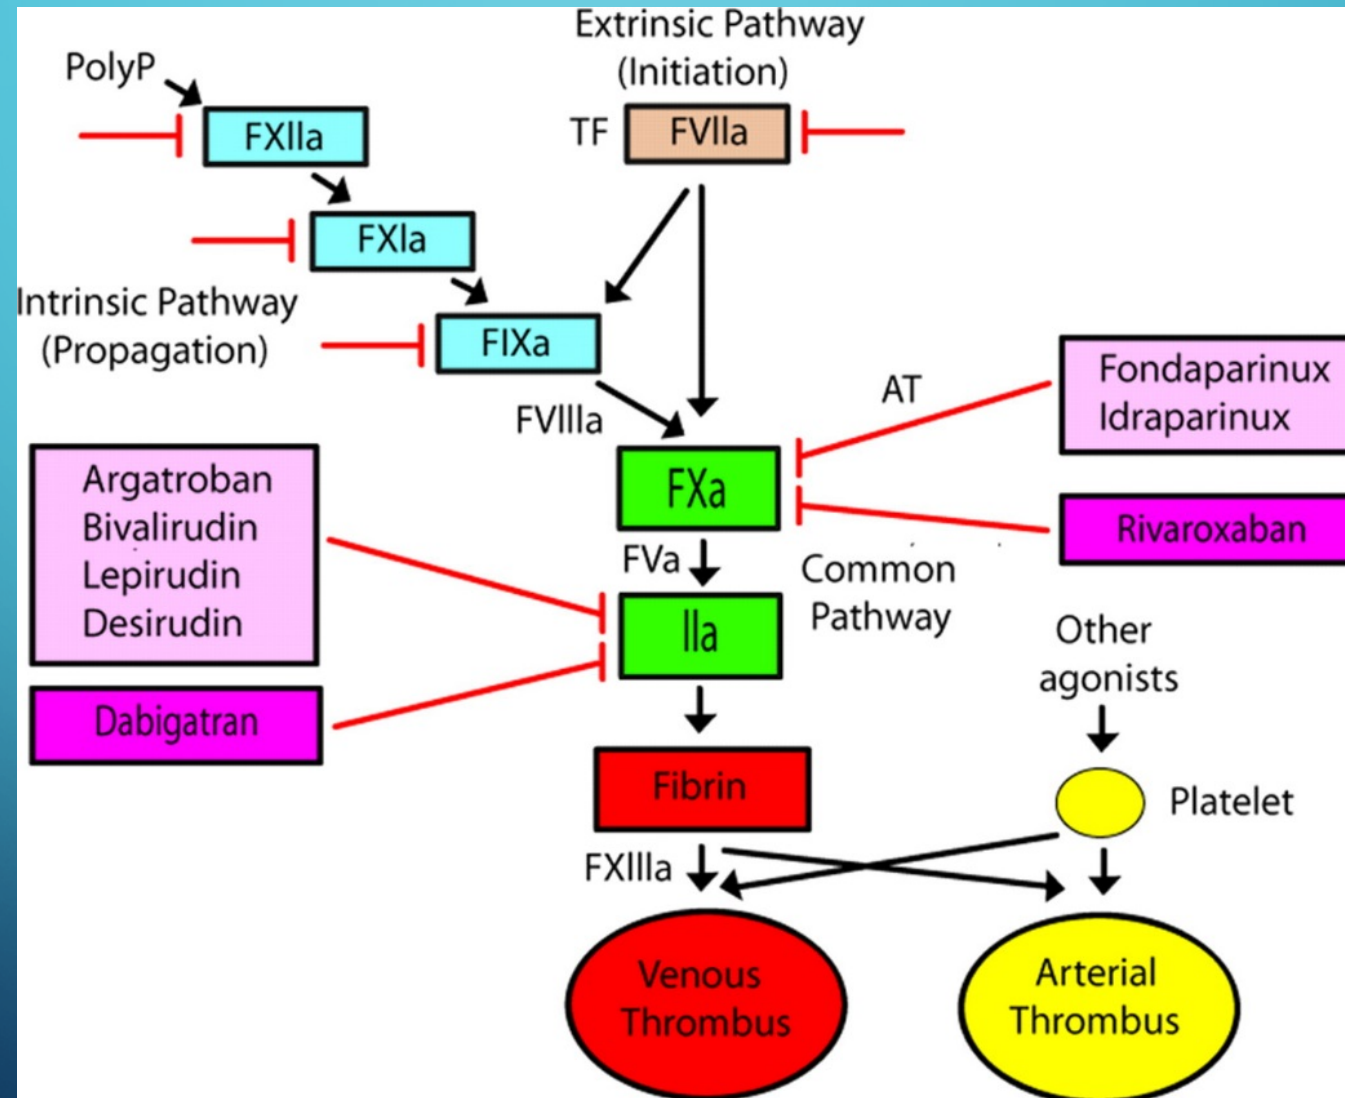 Extrinsic Pathway
(Initiation)
PolyP
FXIIa
TF
FVIIa
FXIa
Intrinsic Pathway
(Propagation)
FIXa
FVIIIa
AT
Fondaparinux
Idraparinux
FXa
Rivaroxaban
Argatroban
Bivalirudin
Lepirudin
Desirudin
FVa
Common
Pathway
IIa
Dabigatran
Other
agonists
Fibrin
Platelet
FXIIIa
Venous
Thrombus
Arterial
Thrombus